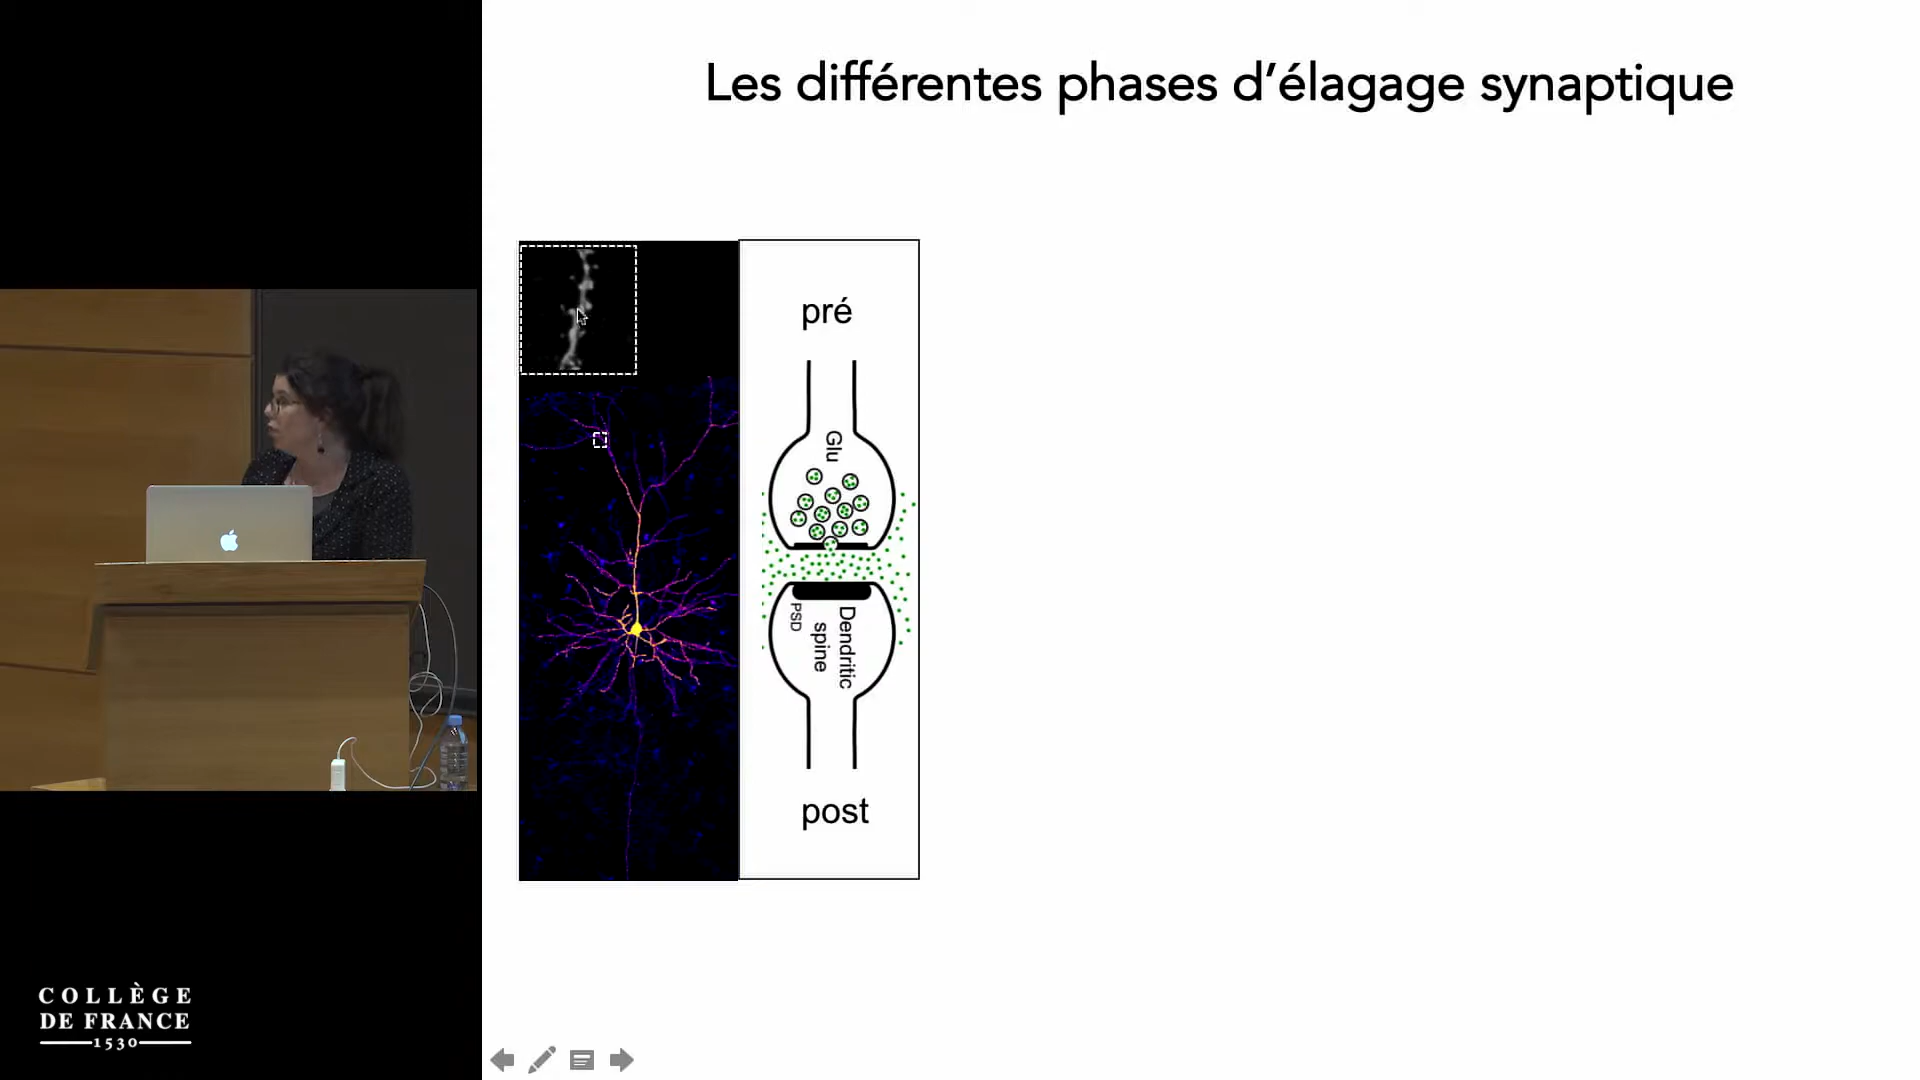 Les différentes phases d’élagage synaptique
pré
Glu
PSD
Dendritic
spine
post
COLLÈGE
DE FRANCE
1530